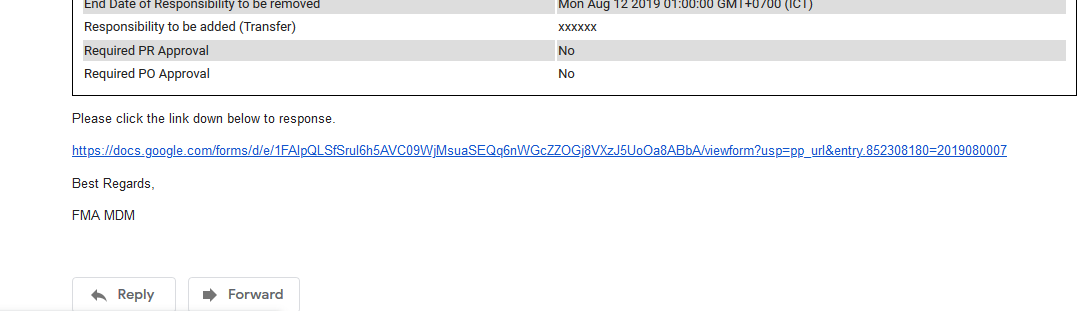 End Date of Responsibility to be removed Mon Aug 12 2019 01:00:00 GMT+0700 (ICT)
Responsibility to be added (Transfer) xxxxxx
Required PR Approval No
Required PO Approval No
Please click the link down below to response.
https://docs.google.com/forms/d/e/1FAIpQLSfSrul6h5AVC09WjMsuaSEQq6nWGcZZOGj8VXzJ5UoOa8ABbA/viewform?usp=pp_url&entry.852308180=2019080007
Best Regards,
FMA MDM
Reply Forward